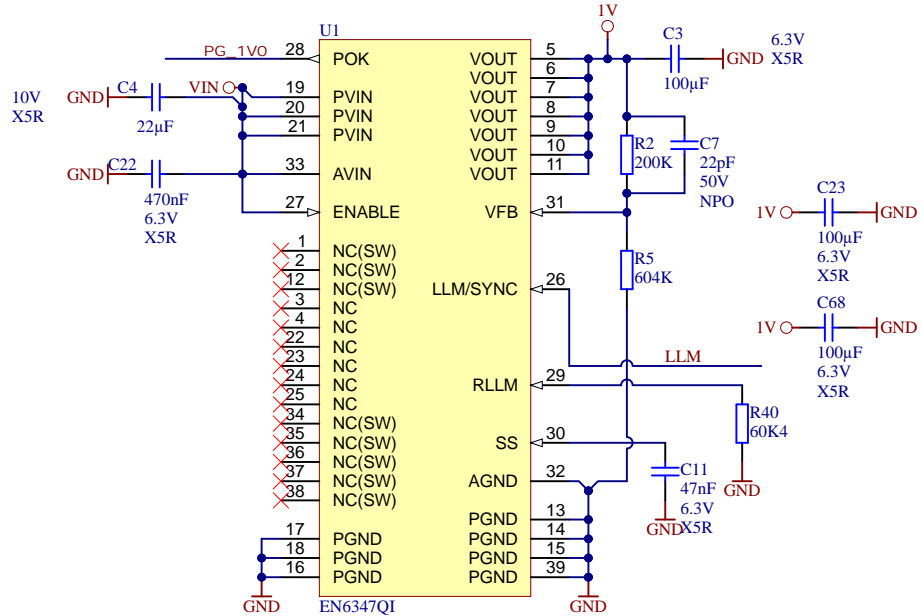 1V
U1
C3
6.3V
X5R
GND
100µF
PG_1V0
28
POK
VOUT
5
VOUT
6
10V
X5R
GND
C4
22µF
VIN
19
PVIN
VOUT
7
20
PVIN
VOUT
8
21
PVIN
VOUT
9
VOUT
10
R2
200K
C7
22pF
50V
NPO
GND
C22
470nF
6.3V
X5R
33
AVIN
VOUT
11
27
ENABLE
VFB
31
1V
C23
GND
100µF
6.3V
X5R
1
NC(SW)
2
NC(SW)
R5
604K
12
NC(SW)
LLM/SYNC
26
3
NC
4
NC
1V
C68
GND
100µF
6.3V
X5R
22
NC
23
NC
LLM
24
NC
RLLM
29
25
NC
R40
60K4
GND
34
NC(SW)
35
NC(SW)
SS
30
36
NC(SW)
37
NC(SW)
AGND
32
C11
47nF
6.3V
X5R
GND
38
NC(SW)
PGND
13
17
PGND
PGND
14
18
PGND
PGND
15
16
PGND
PGND
39
GND
EN6347QI
GND